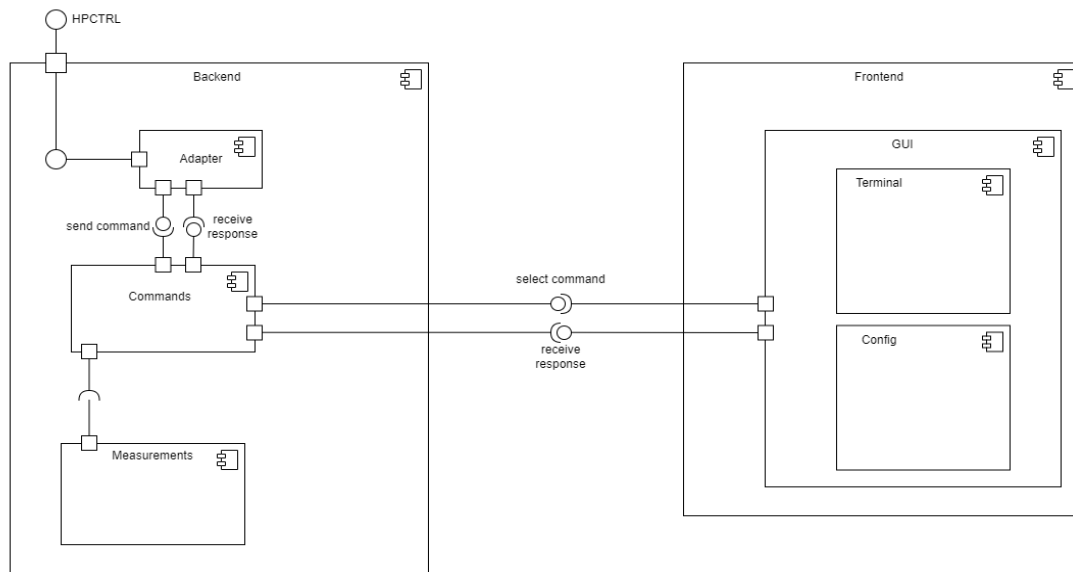 HPCTRL
Backend
Frontend
Adapter
GUI
Terminal
send command
receive
response
Commands
select command
receive
response
Config
Measurements